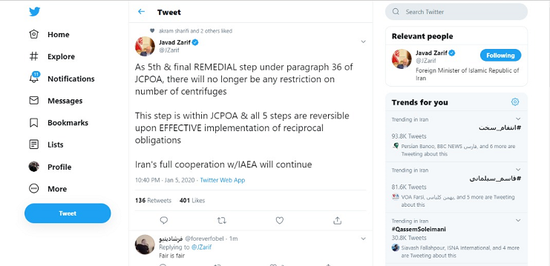 Home
Explore
Notifications
Messages
Bookmarks
Lists
Profile
More
Tweet
Tweet
akram sharifi and 2 others liked
Javad Zarif
@JZarif
As 5th & final REMEDIAL step under paragraph 36 of
JCPOA, there will no longer be any restriction on
number of centrifuges
This step is within JCPOA & all 5 steps are reversible
upon EFFECTIVE implementation of reciprocal
obligations
Iran's full cooperation w/IAEA will continue
10:40 PM - Jan 5, 2020 · Twitter Web App
136 Retweets 401 Likes
@foreverfobel · 1m
Replying to @JZarif
Fair is fair
Search Twitter
Relevant people
Javad Zarif
@JZarif
Following
Foreign Minister of Islamic Republic of
Iran
Trends for you
Trending in Iran
#انتقام_سخت
93.8K Tweets
Persian Banoo, BBC NEWS فارسی, and 6 more are
Tweeting about this
Trending in Iran
#قاسم_سلیمانی
81.6K Tweets
VOA Farsi, and 5 more are Tweeting
about this
Trending in Iran
#QassemSoleimani
30.8K Tweets
Siavash Fallahpour, ISNA International, and 4 more
are Tweeting about this